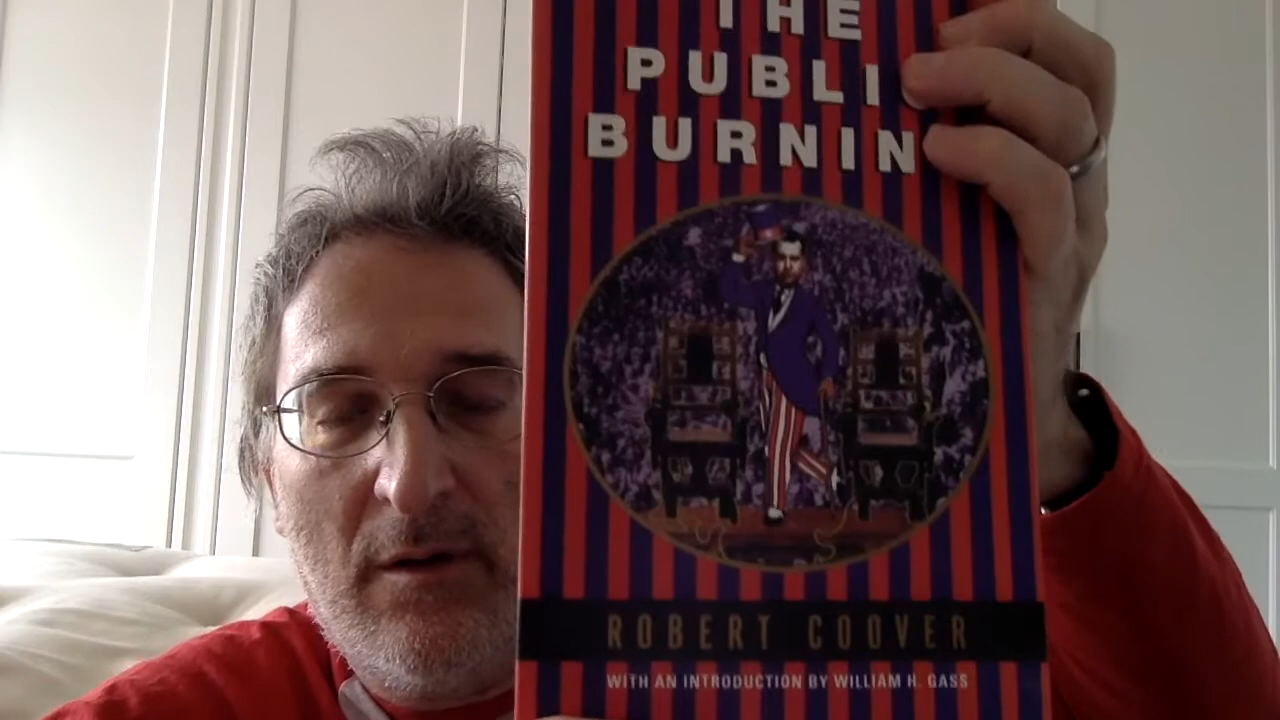 THE
PUBLI
BURNIN
ROBERT COOVER
WITH AN INTRODUCTION BY WILLIAM H. GASS